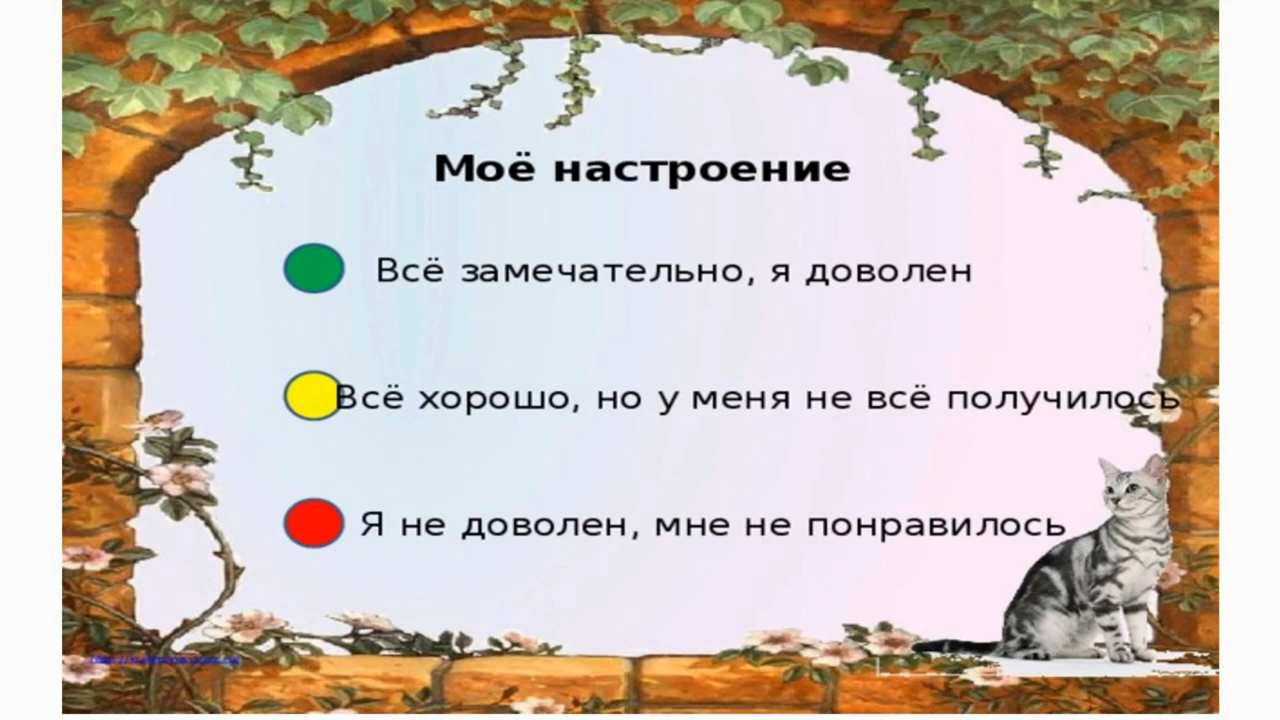 Моё настроение
Всё замечательно, я доволен
Всё хорошо, но у меня не всё получилось
Я не доволен, мне не понравилось